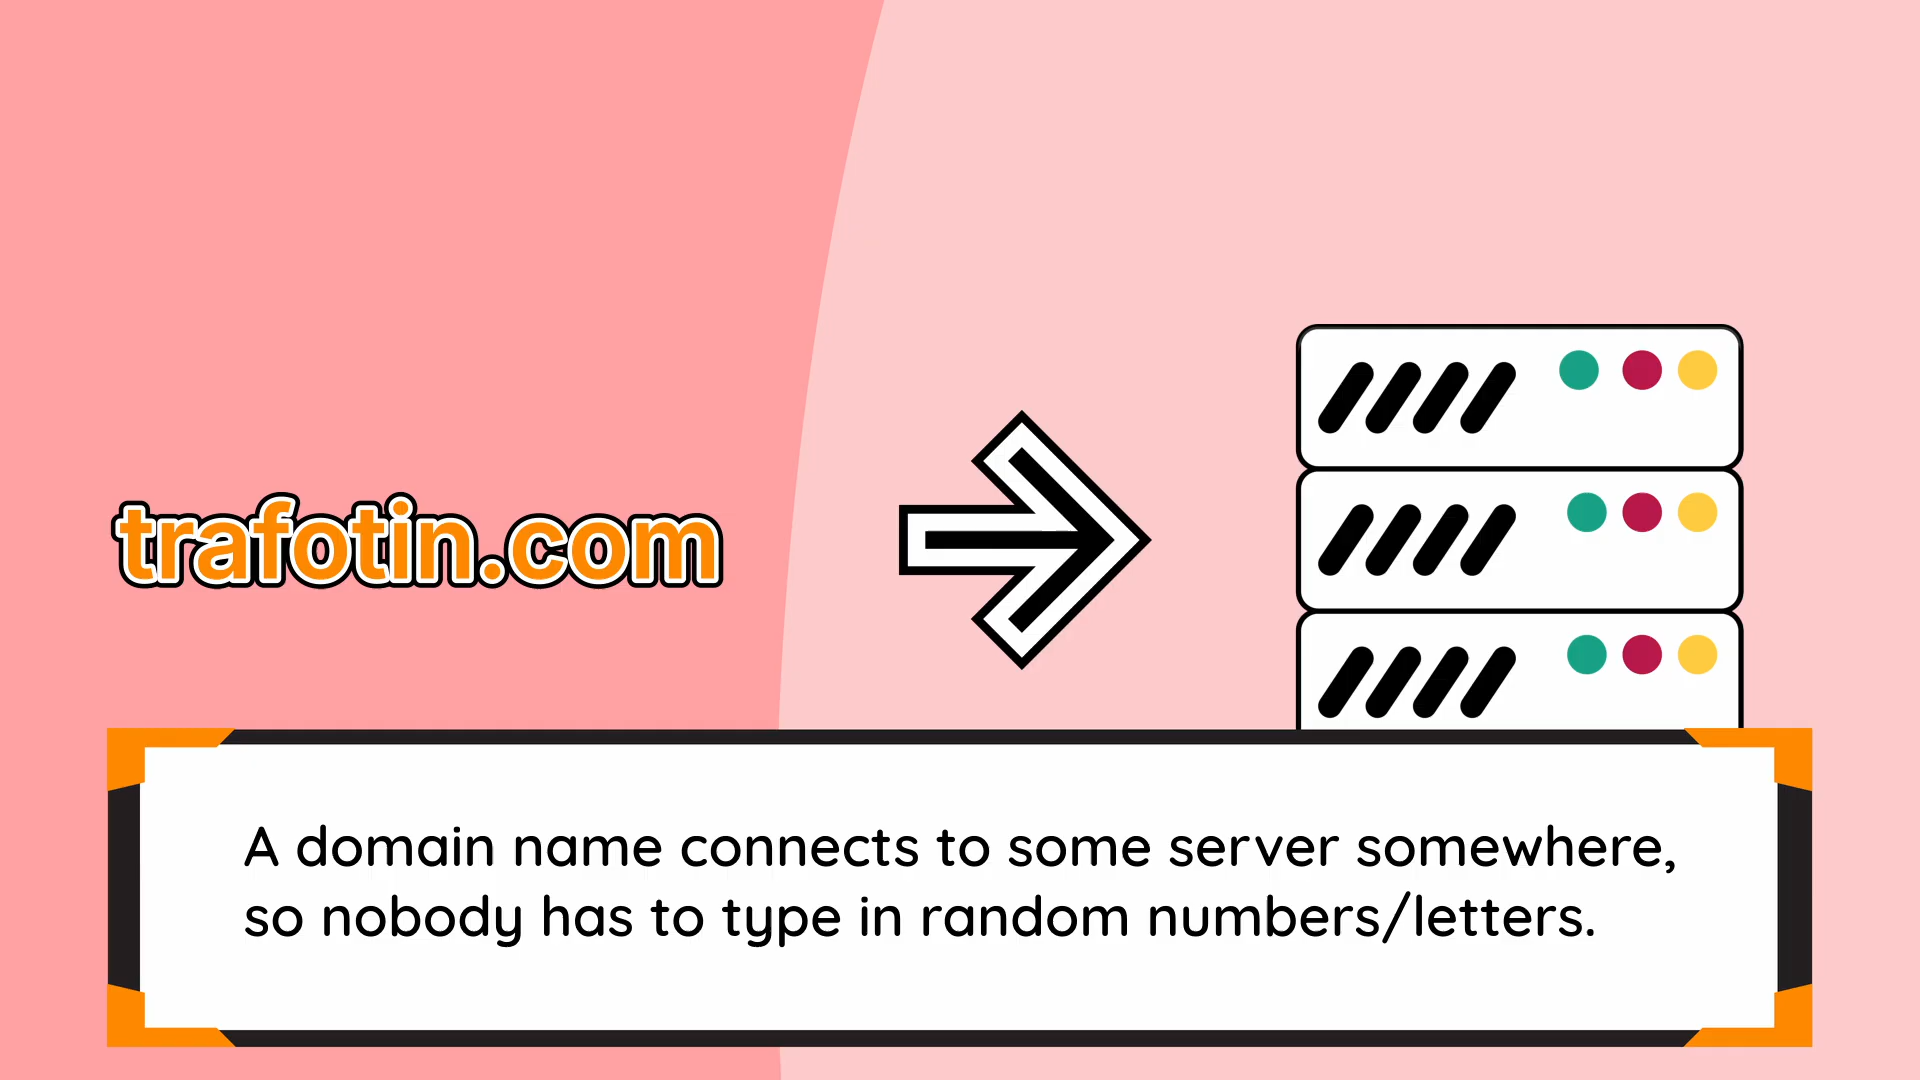 trafotin.com
A domain name connects to some server somewhere,
so nobody has to type in random numbers/letters.